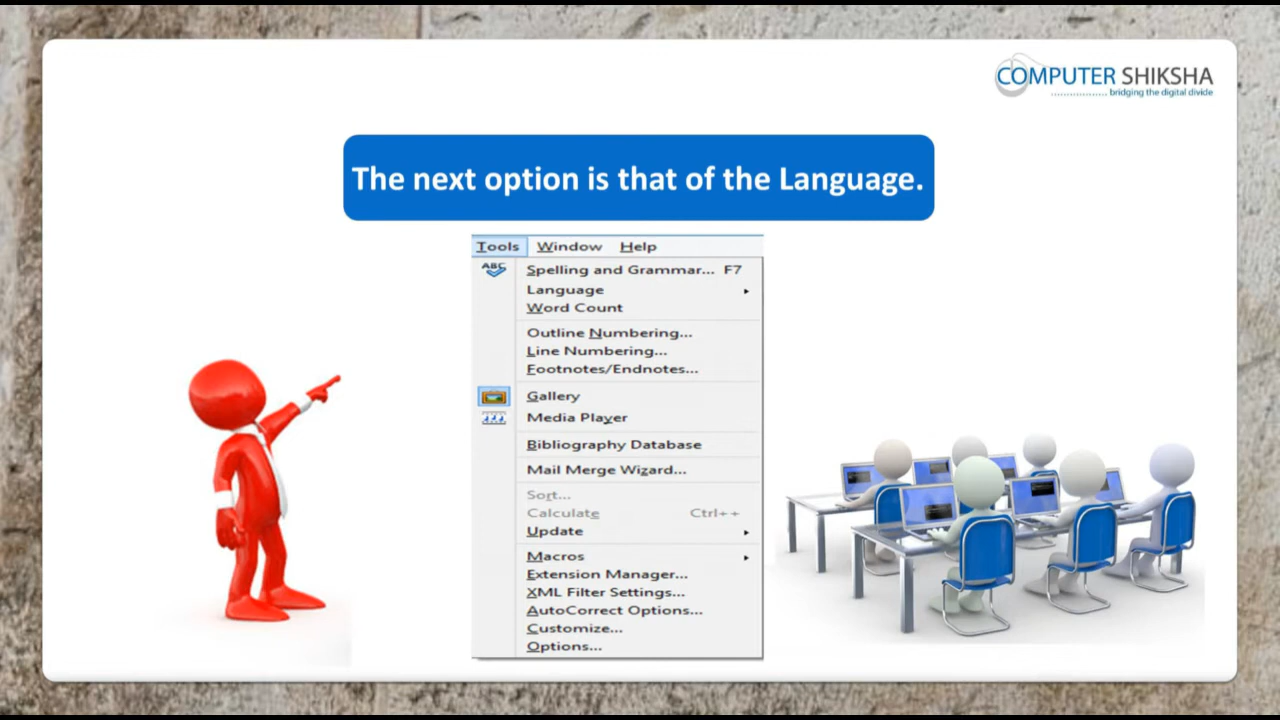 COMPUTER SHIKSHA
bridging the digital divide
The next option is that of the Language.
Tools Window Help
ABC Spelling and Grammar... F7
Language
Word Count
Outline Numbering...
Line Numbering...
Footnotes/Endnotes...
Gallery
Media Player
Bibliography Database
Mail Merge Wizard...
Sort...
Calculate Ctrl++
Update
Macros
Extension Manager...
XML Filter Settings...
AutoCorrect Options...
Customize...
Options...